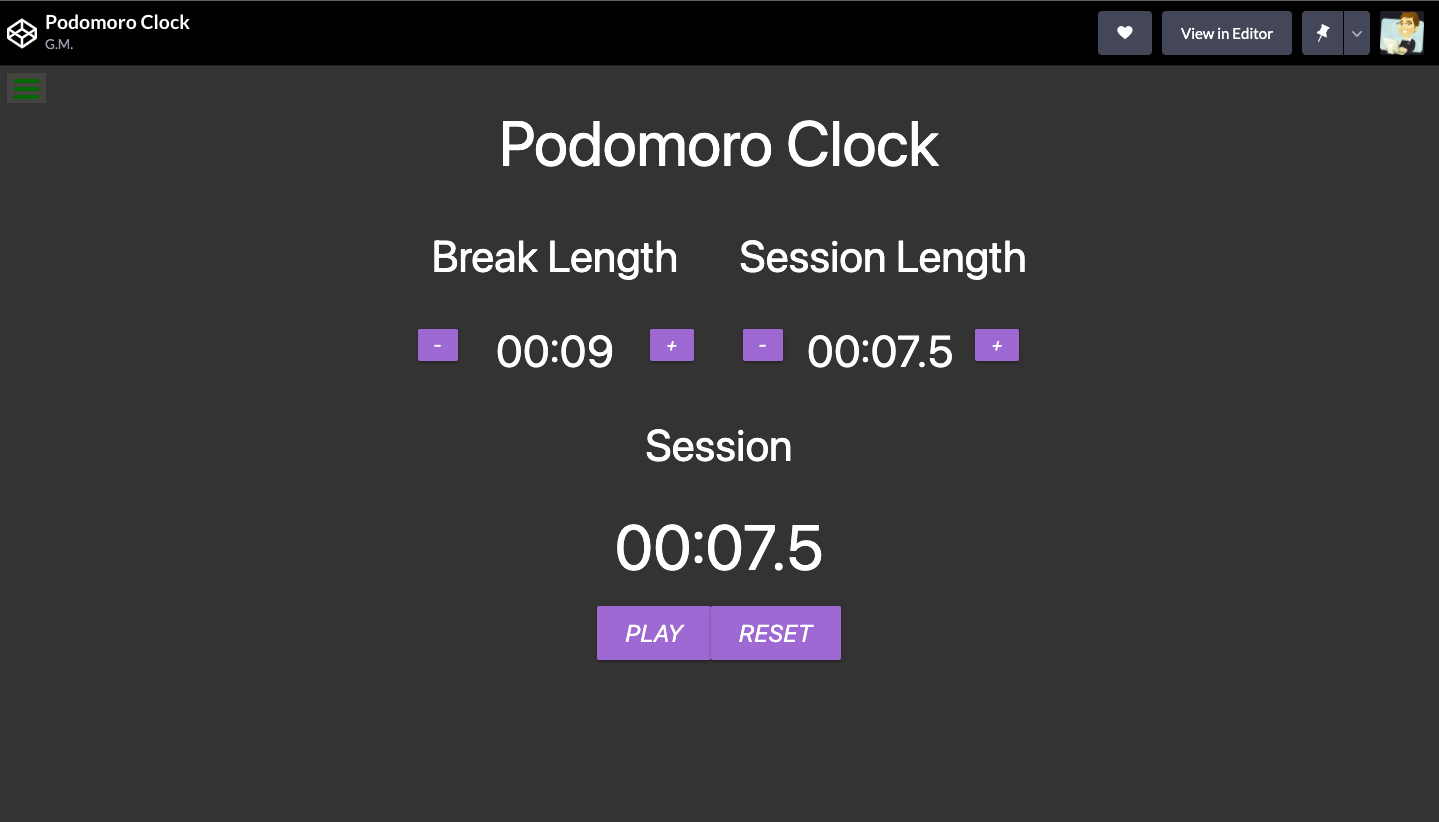 Podomoro Clock
G.M.
View in Editor
Podomoro Clock
Break Length Session Length
- 00:09 + - 00:07.5 +
Session
00:07.5
PLAY RESET